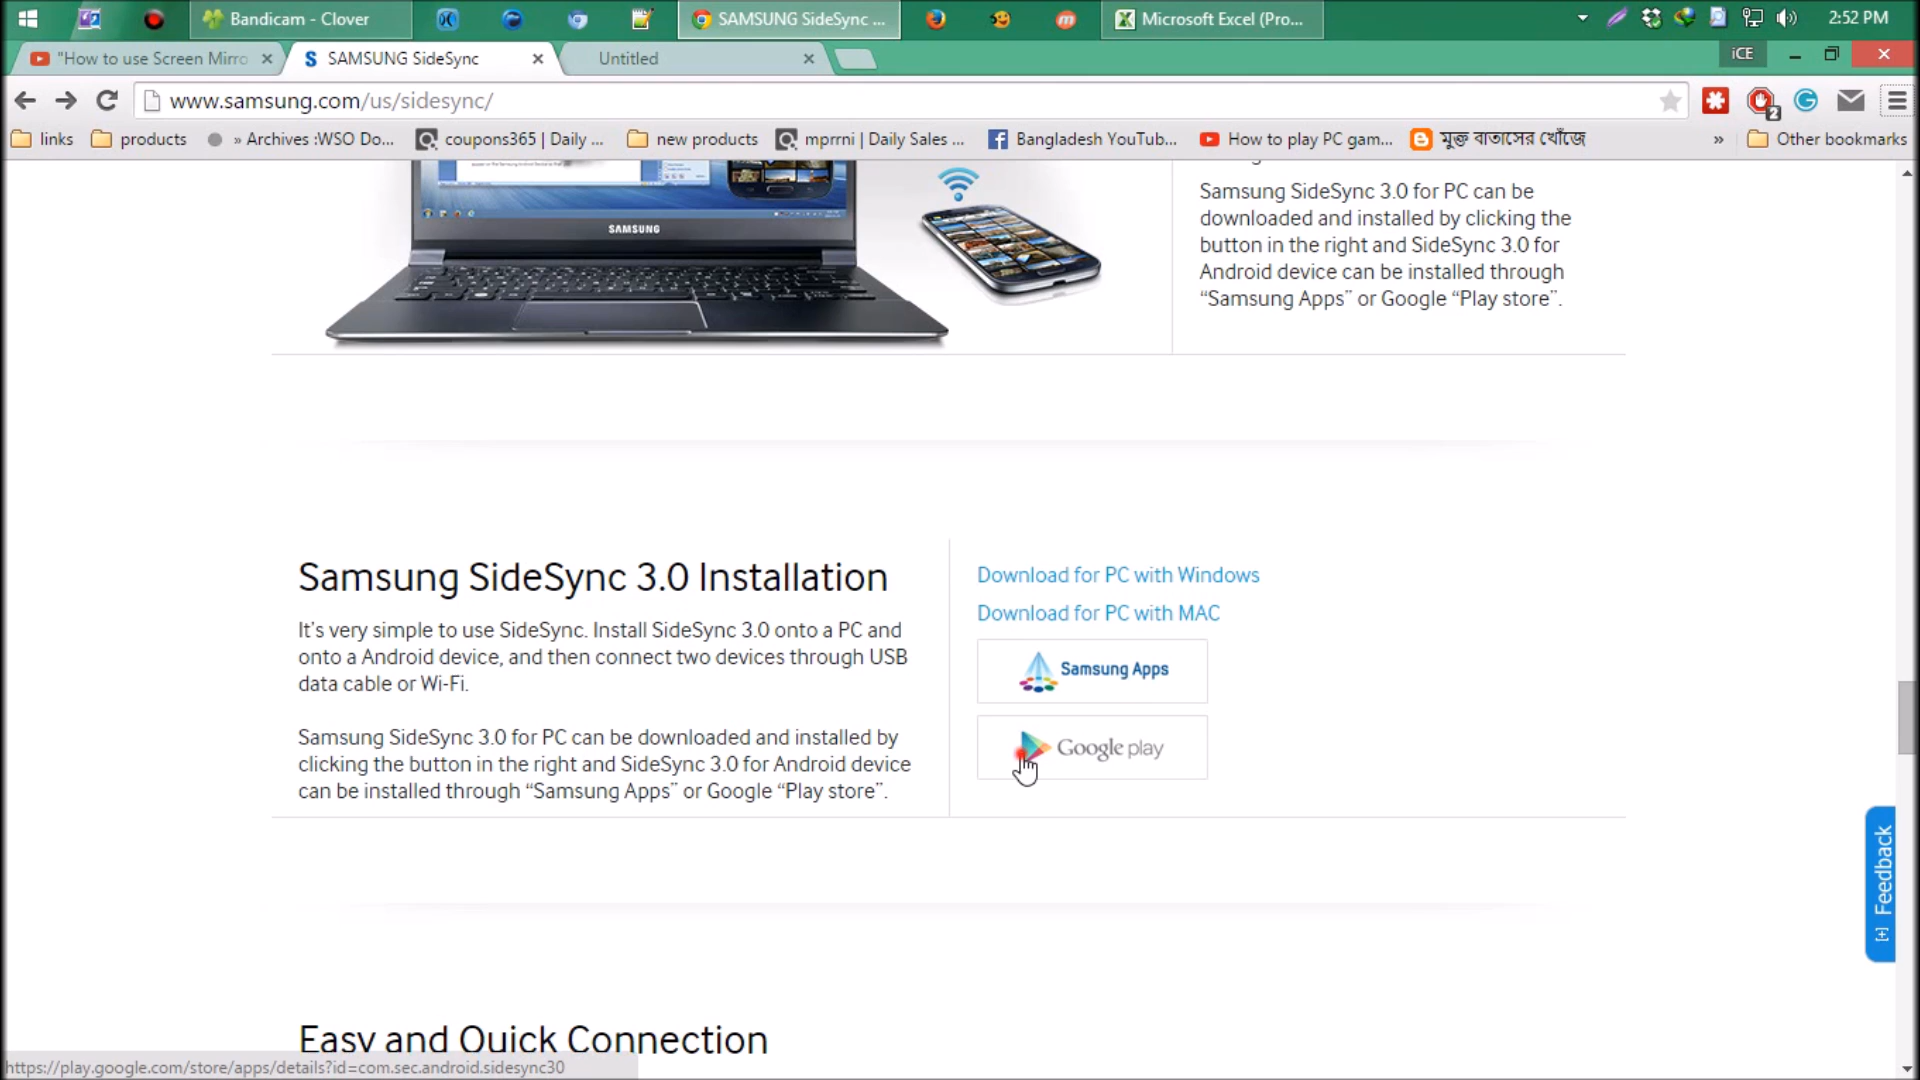 Bandicam - Clover
SAMSUNG SideSync ...
Microsoft Excel (Pro...
2:52 PM
"How to use Screen Mirro
SAMSUNG SideSync
Untitled
iCE
www.samsung.com/us/sidesync/
2
links
products
» Archives :WSO Do...
coupons365 | Daily ...
new products
mprrni | Daily Sales ...
Bangladesh YouTub...
How to play PC gam...
মুক্ত বাতাসের খোঁজে
»
Other bookmarks
SAMSUNG
Samsung SideSync 3.0 for PC can be
downloaded and installed by clicking the
button in the right and SideSync 3.0 for
Android device can be installed through
“Samsung Apps” or Google “Play store”.
Samsung SideSync 3.0 Installation
It’s very simple to use SideSync. Install SideSync 3.0 onto a PC and
onto a Android device, and then connect two devices through USB
data cable or Wi-Fi.
Samsung SideSync 3.0 for PC can be downloaded and installed by
clicking the button in the right and SideSync 3.0 for Android device
can be installed through “Samsung Apps” or Google “Play store”.
Download for PC with Windows
Download for PC with MAC
Samsung Apps
Google play
[+] Feedback
Easy and Quick Connection
https://play.google.com/store/apps/details?id=com.sec.android.sidesync30